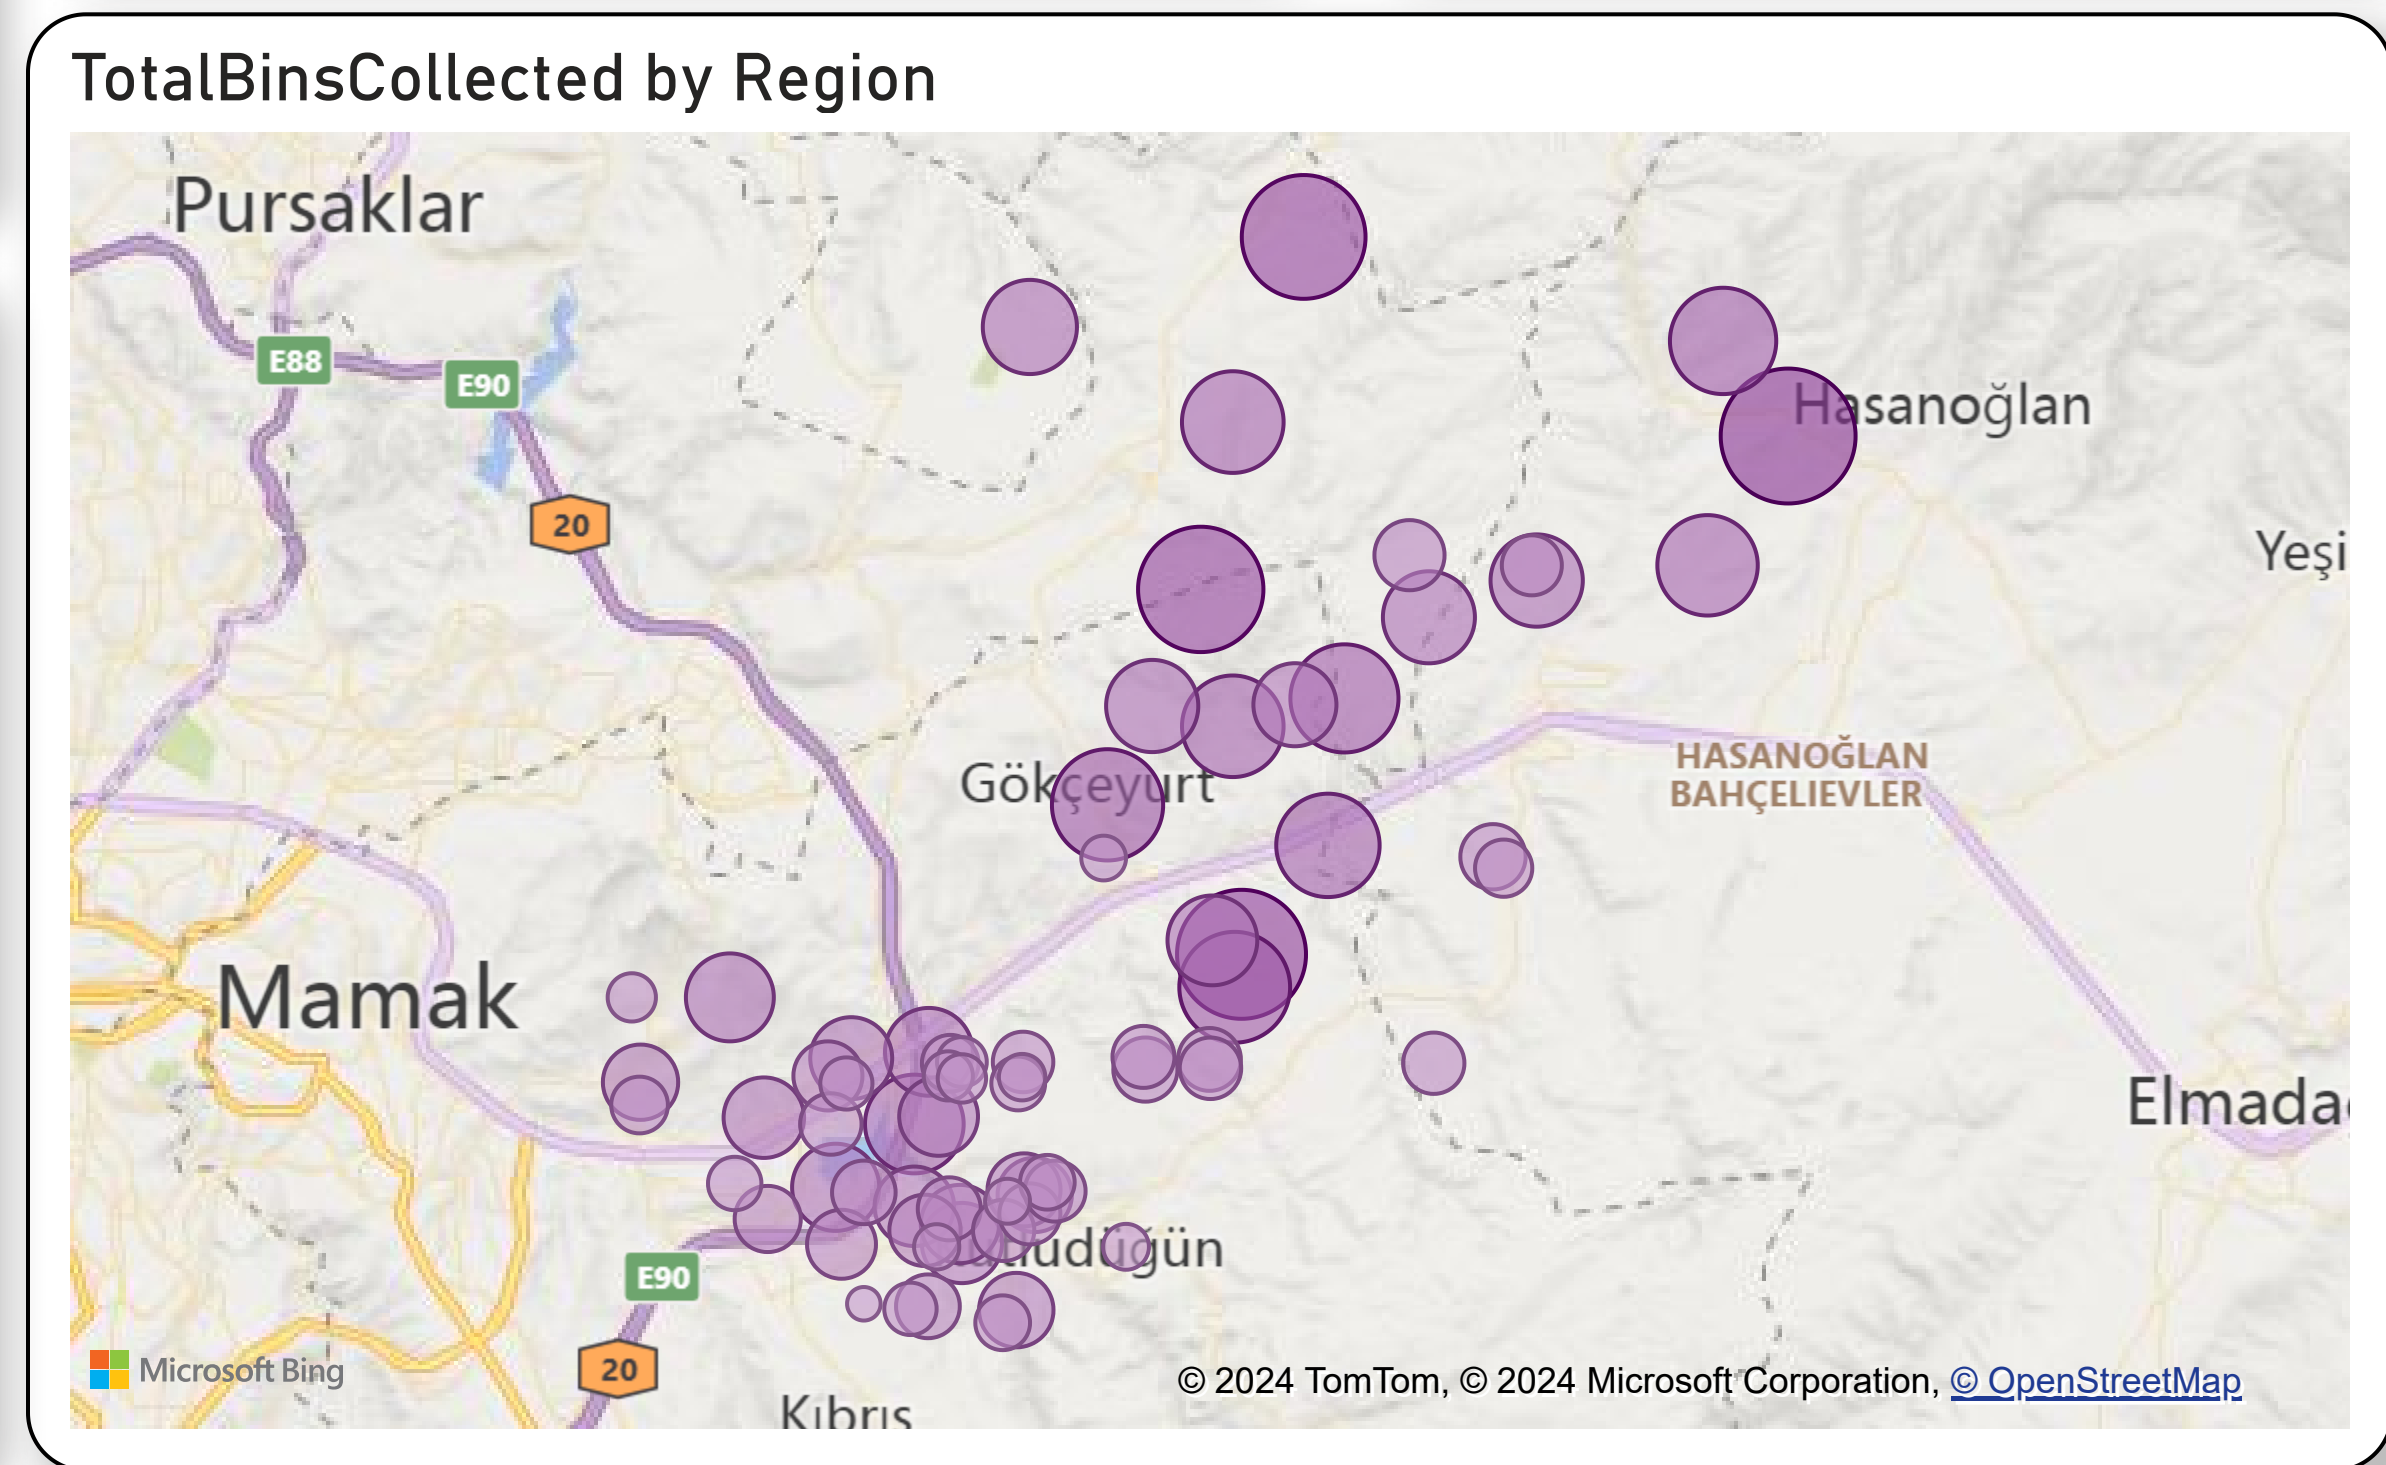 TotalBinsCollected by Region
Pursaklar
E88
E90
Hasanoğlan
20
Yeşi
Gökçeyurt
HASANOĞLAN
BAHÇELIEVLER
Mamak
Elmada
udüğün
E90
20
Microsoft Bing
© 2024 TomTom, © 2024 Microsoft Corporation, © OpenStreetMap
Kıbrıs